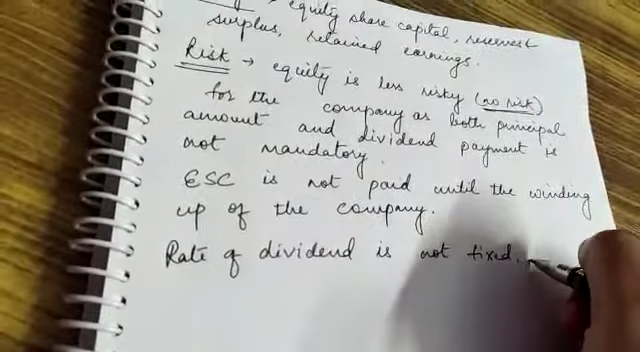 → equity share capital, reserves &
surplus, retained earnings.
Risk → equity is less risky (no risk)
for the company as both principal
amount and dividend payment is
not mandatory.
ESC is not paid until the winding
up of the company.
Rate of dividend is not fixed.